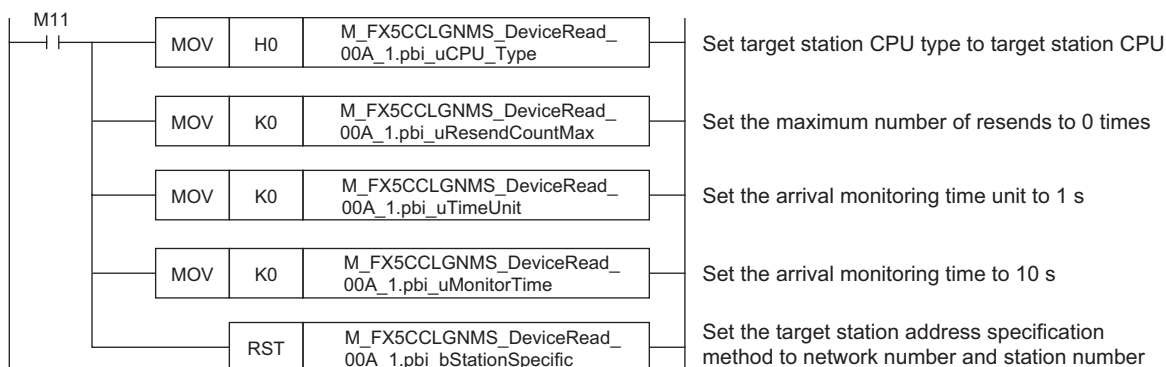 M11
MOV H0 M_FX5CCLGNMS_DeviceRead_
00A_1.pbi_uCPU_Type
Set target station CPU type to target station CPU
MOV K0 M_FX5CCLGNMS_DeviceRead_
00A_1.pbi_uResendCountMax
Set the maximum number of resends to 0 times
MOV K0 M_FX5CCLGNMS_DeviceRead_
00A_1.pbi_uTimeUnit
Set the arrival monitoring time unit to 1 s
MOV K0 M_FX5CCLGNMS_DeviceRead_
00A_1.pbi_uMonitorTime
Set the arrival monitoring time to 10 s
RST M_FX5CCLGNMS_DeviceRead_
00A_1.pbi_bStationSpecific
Set the target station address specification
method to network number and station number